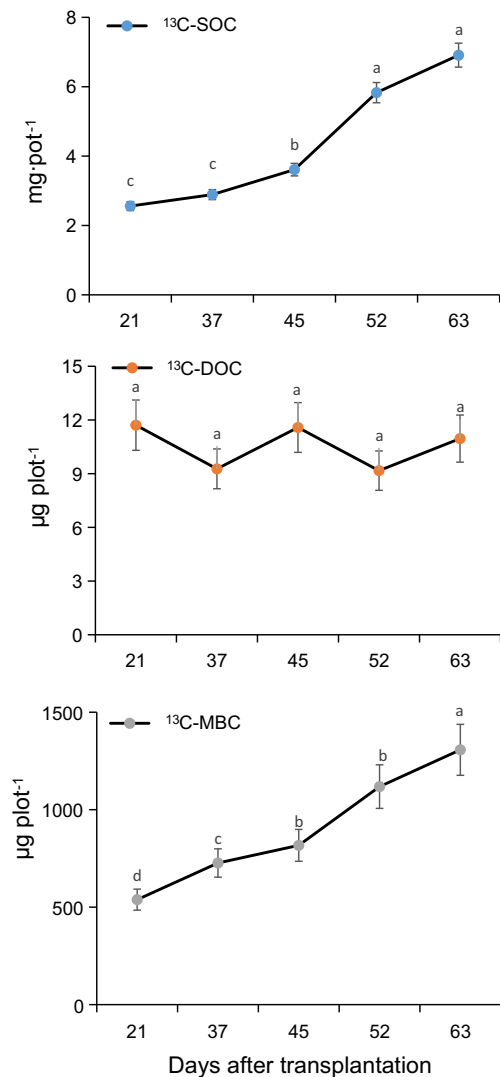 8
¹³C-SOC
a
a
6
mg·pot⁻¹
4
b
c
c
2
0
21 37 45 52 63
15
¹³C-DOC
a
a
a
a
a
12
µg plot⁻¹
9
6
3
0
21 37 45 52 63
1500
¹³C-MBC
a
b
1000
µg plot⁻¹
b
c
d
500
0
21 37 45 52 63
Days after transplantation